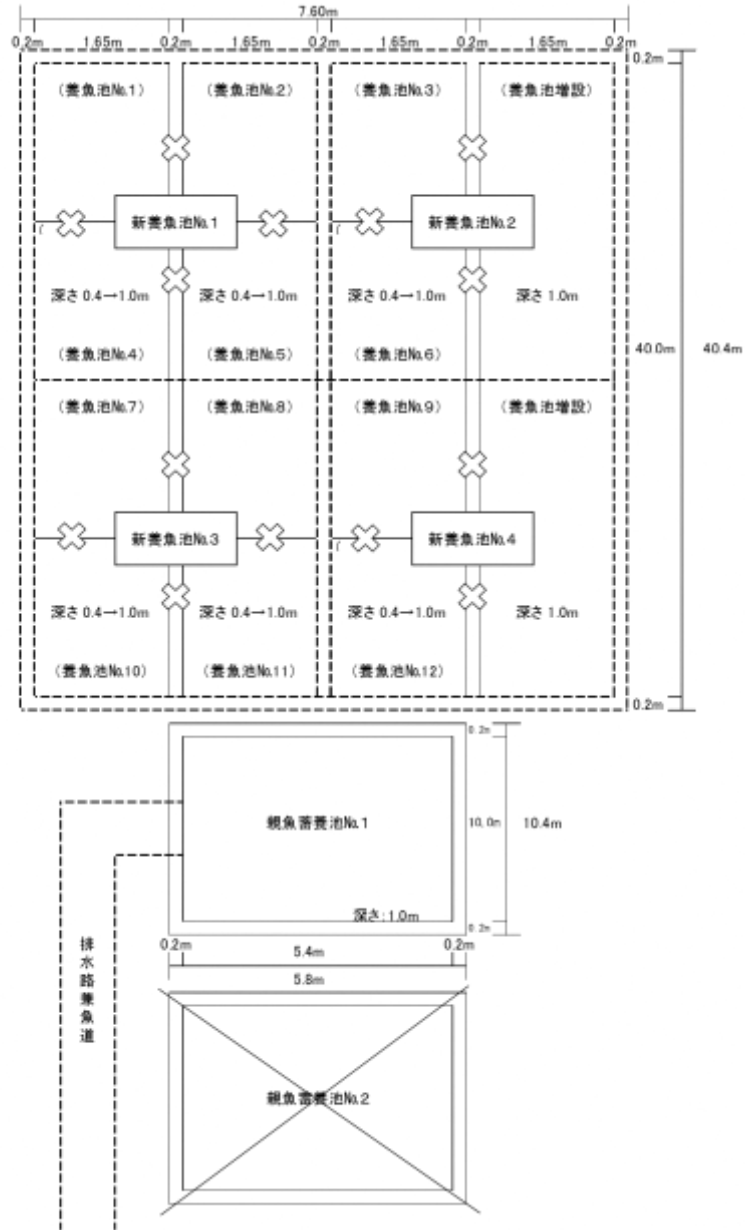 7.60m
0.2m 1.65m 0.2m 1.65m 0.2m 1.65m 0.2m 1.65m 0.2m
0.2m
(養魚池№1) (養魚池№2) (養魚池№3) (養魚池増設)
新養魚池№1 新養魚池№2
深さ 0.4→1.0m 深さ 0.4→1.0m 深さ 0.4→1.0m 深さ 1.0m
(養魚池№4) (養魚池№5) (養魚池№6)
40.0m 40.4m
(養魚池№7) (養魚池№8) (養魚池№9) (養魚池増設)
新養魚池№3 新養魚池№4
深さ 0.4→1.0m 深さ 0.4→1.0m 深さ 0.4→1.0m 深さ 1.0m
(養魚池№10) (養魚池№11) (養魚池№12)
0.2m
0.2m
親魚蓄養池№1
10.0m 10.4m
深さ:1.0m
0.2m
0.2m 5.4m 0.2m
5.8m
排水路兼魚道
親魚蓄養池№2